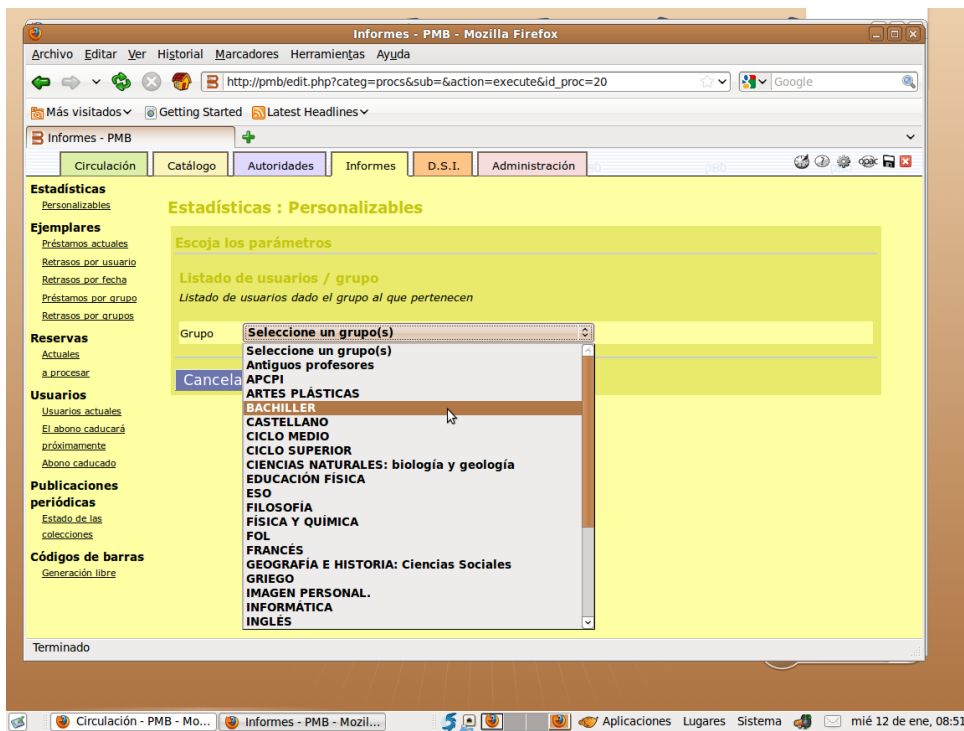 Informes - PMB - Mozilla Firefox
Archivo Editar Ver Historial Marcadores Herramientas Ayuda
http://pmb/edit.php?categ=procs&sub=&action=execute&id_proc=20
Google
Más visitados
Getting Started
Latest Headlines
Informes - PMB
Circulación
Catálogo
Autoridades
Informes
D.S.I.
Administración
Estadísticas
Personalizables
Ejemplares
Préstamos actuales
Retrasos por usuario
Retrasos por fecha
Préstamos por grupo
Retrasos por grupos
Reservas
Actuales
a procesar
Usuarios
Usuarios actuales
El abono caducará
próximamente
Abono caducado
Publicaciones
periódicas
Estado de las
colecciones
Códigos de barras
Generación libre
Estadísticas : Personalizables
Escoja los parámetros
Listado de usuarios / grupo
Listado de usuarios dado el grupo al que pertenecen
Grupo
Seleccione un grupo(s)
Seleccione un grupo(s)
Antiguos profesores
APCPI
ARTES PLÁSTICAS
BACHILLER
CASTELLANO
CICLO MEDIO
CICLO SUPERIOR
CIENCIAS NATURALES: biología y geología
EDUCACIÓN FÍSICA
ESO
FILOSOFÍA
FÍSICA Y QUÍMICA
FOL
FRANCÉS
GEOGRAFÍA E HISTORIA: Ciencias Sociales
GRIEGO
IMAGEN PERSONAL.
INFORMÁTICA
INGLÉS
Cancela
Terminado
Circulación - PMB - Mo...
Informes - PMB - Mozil...
Aplicaciones Lugares Sistema
mié 12 de ene, 08:51